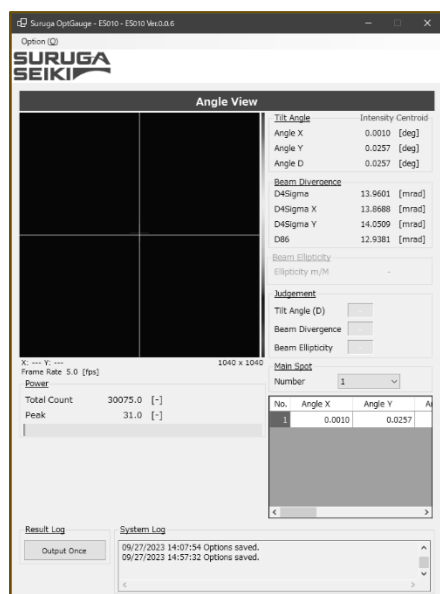 Suruga OptGauge - ES010 - ES010 Ver.0.0.6
Option (O)
SURUGA
SEIKI
Angle View
Tilt Angle Intensity Centroid
Angle X 0.0010 [deg]
Angle Y 0.0257 [deg]
Angle D 0.0257 [deg]
Beam Divergence
D4Sigma 13.9601 [mrad]
D4Sigma X 13.8688 [mrad]
D4Sigma Y 14.0509 [mrad]
D86 12.9381 [mrad]
Beam Ellipticity
Ellipticity m/M -
Judgement
Tilt Angle (D) -
Beam Divergence -
Beam Ellipticity -
X: --- Y: --- 1040 x 1040
Frame Rate 5.0 [fps]
Main Spot
Number 1
Power
Total Count 30075.0 [-]
Peak 31.0 [-]
No. Angle X Angle Y
1 0.0010 0.0257
Result Log
Output Once
System Log
09/27/2023 14:07:54 Options saved.
09/27/2023 14:57:32 Options saved.